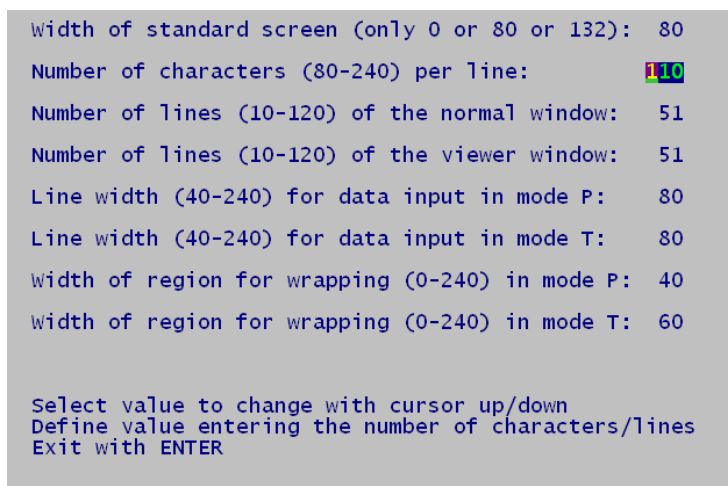 Width of standard screen (only 0 or 80 or 132): 80
Number of characters (80-240) per line: 110
Number of lines (10-120) of the normal window: 51
Number of lines (10-120) of the viewer window: 51
Line width (40-240) for data input in mode P: 80
Line width (40-240) for data input in mode T: 80
Width of region for wrapping (0-240) in mode P: 40
Width of region for wrapping (0-240) in mode T: 60
Select value to change with cursor up/down
Define value entering the number of characters/lines
Exit with ENTER